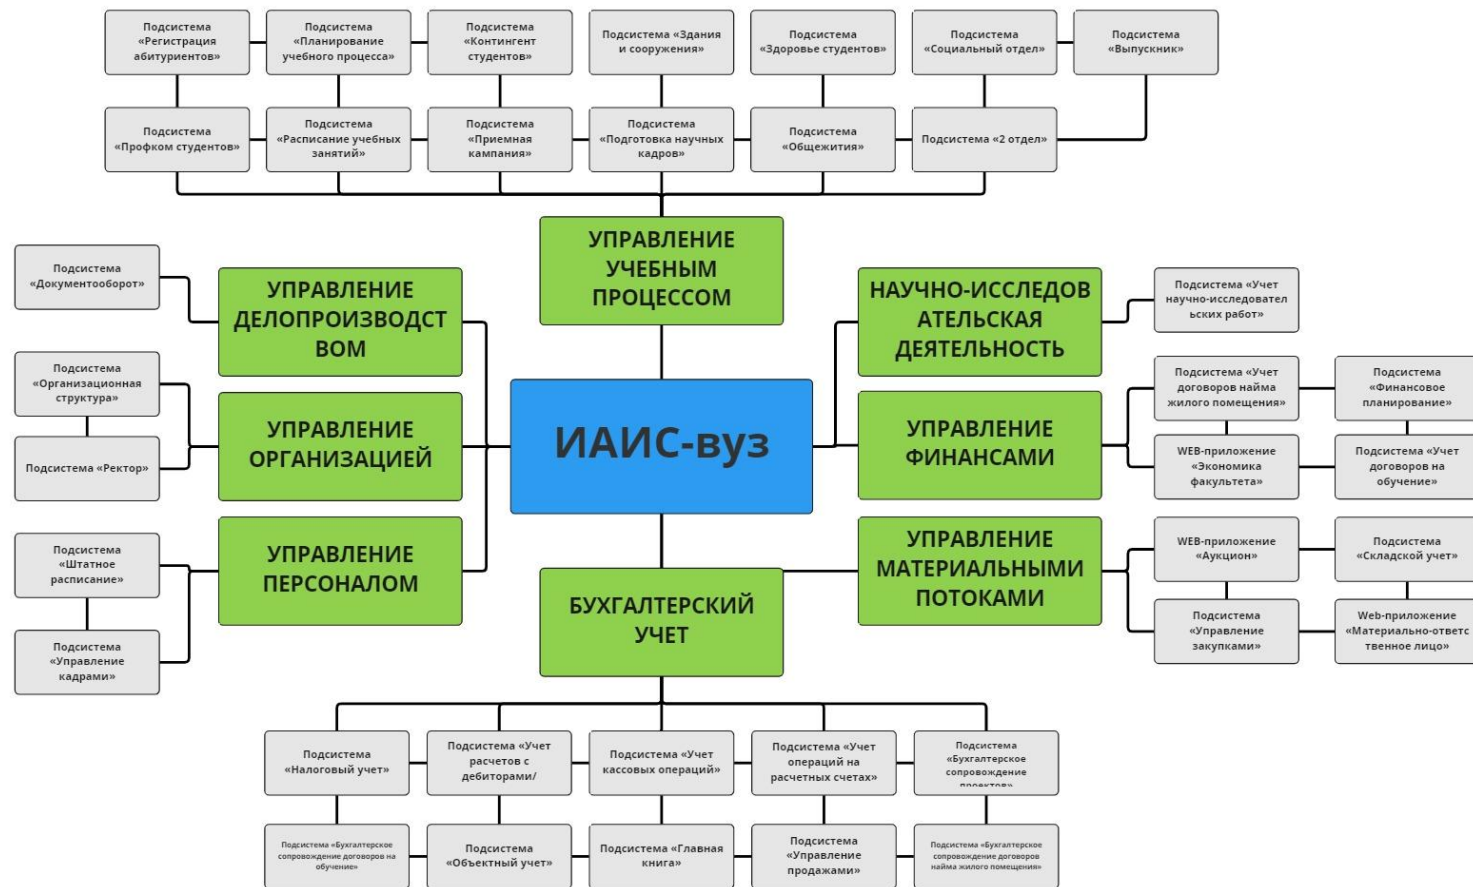 Подсистема
«Регистрация
абитуриентов»
Подсистема
«Планирование
учебного процесса»
Подсистема
«Контингент
студентов»
Подсистема «Здания
и сооружения»
Подсистема
«Здоровье студентов»
Подсистема
«Социальный отдел»
Подсистема
«Выпускник»
Подсистема
«Профком студентов»
Подсистема
«Расписание учебных
занятий»
Подсистема
«Приемная
кампания»
Подсистема
«Подготовка научных
кадров»
Подсистема
«Общежития»
Подсистема «2 отдел»
УПРАВЛЕНИЕ
УЧЕБНЫМ
ПРОЦЕССОМ
Подсистема
«Документооборот»
УПРАВЛЕНИЕ
ДЕЛОПРОИЗВОДСТ
ВОМ
НАУЧНО-ИССЛЕДОВ
АТЕЛЬСКАЯ
ДЕЯТЕЛЬНОСТЬ
Подсистема «Учет
научно-исследовател
ьских работ»
Подсистема
«Организационная
структура»
Подсистема «Ректор»
УПРАВЛЕНИЕ
ОРГАНИЗАЦИЕЙ
ИАИС-вуз
УПРАВЛЕНИЕ
ФИНАНСАМИ
Подсистема «Учет
договоров найма
жилого помещения»
Подсистема
«Финансовое
планирование»
WEB-приложение
«Экономика
факультета»
Подсистема «Учет
договоров на
обучение»
Подсистема
«Штатное
расписание»
Подсистема
«Управление
кадрами»
УПРАВЛЕНИЕ
ПЕРСОНАЛОМ
БУХГАЛТЕРСКИЙ
УЧЕТ
УПРАВЛЕНИЕ
МАТЕРИАЛЬНЫМИ
ПОТОКАМИ
WEB-приложение
«Аукцион»
Подсистема
«Складской учет»
Подсистема
«Управление
закупками»
Web-приложение
«Материально-ответс
твенное лицо»
Подсистема
«Налоговый учет»
Подсистема «Учет
расчетов с
дебиторами/
Подсистема «Учет
кассовых операций»
Подсистема «Учет
операций на
расчетных счетах»
Подсистема
«Бухгалтерское
сопровождение
проектов»
Подсистема «Бухгалтерское
сопровождение договоров на
обучение»
Подсистема
«Объектный учет»
Подсистема «Главная
книга»
Подсистема
«Управление
продажами»
Подсистема «Бухгалтерское
сопровождение договоров
найма жилого помещения»